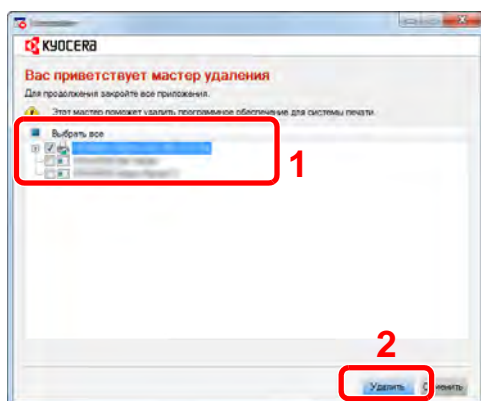 KYOCERA
Вас приветствует мастер удаления
Для продолжения закройте все приложения.
Этот мастер поможет удалить программное обеспечение для системы печати.
Выбрать все
1
2
Удалить